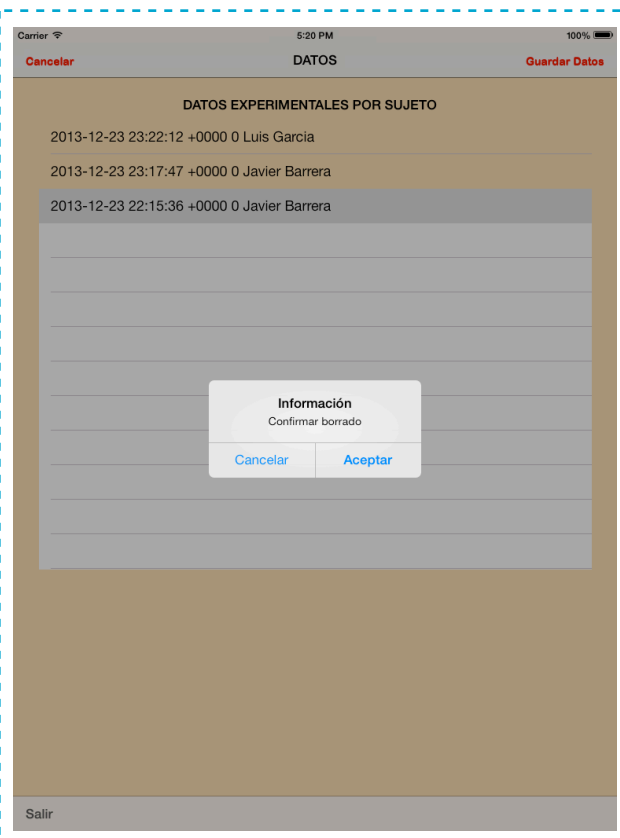 Carrier 5:20 PM 100%
Cancelar DATOS Guardar Datos
DATOS EXPERIMENTALES POR SUJETO
2013-12-23 23:22:12 +0000 0 Luis Garcia
2013-12-23 23:17:47 +0000 0 Javier Barrera
2013-12-23 22:15:36 +0000 0 Javier Barrera
Información
Confirmar borrado
Cancelar Aceptar
Salir